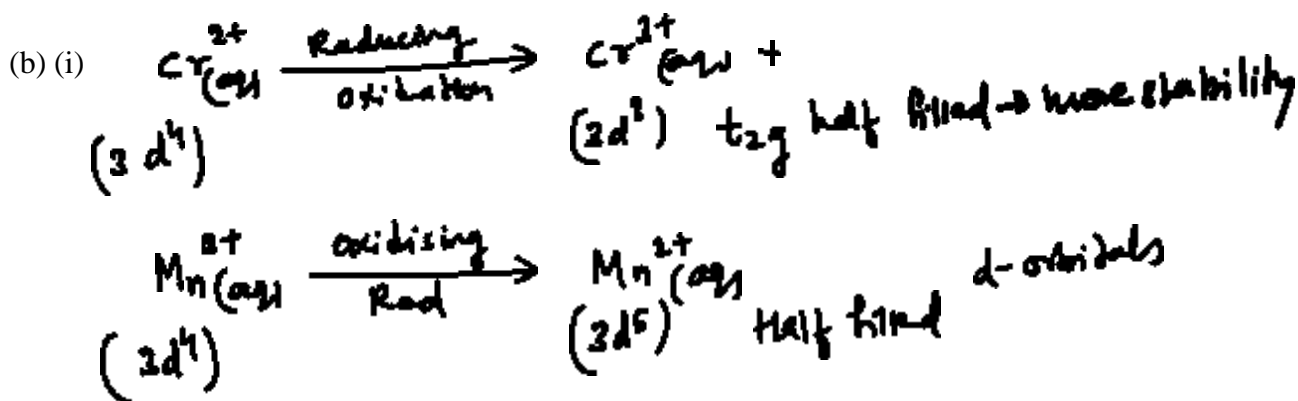 (b) (i) Cr²⁺(aq) Reducing → oxidation Cr³⁺(aq) +
(3d⁴) (3d³) t₂g half filled → more stability
Mn³⁺(aq) oxidising → Red Mn²⁺(aq)
(3d⁴) (3d⁵) Half filled d-orbitals